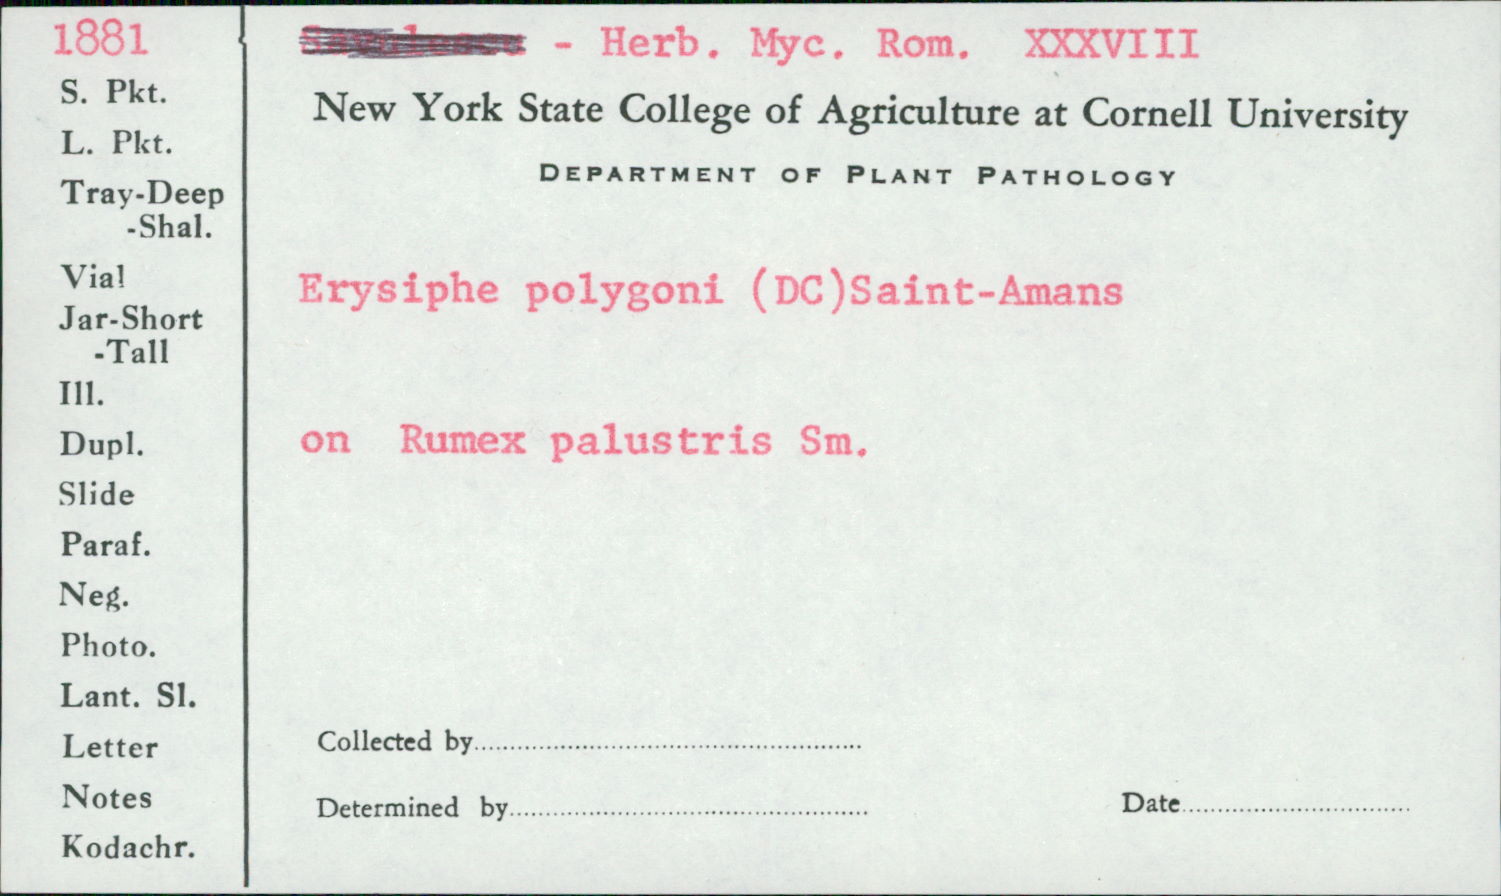 1881
- Herb. Myc. Rom. XXXVIII
New York State College of Agriculture at Cornell University
DEPARTMENT OF PLANT PATHOLOGY
S. Pkt.
L. Pkt.
Tray-Deep
-Shal.
Vial
Jar-Short
-Tall
Ill.
Dupl.
Slide
Paraf.
Neg.
Photo.
Lant. Sl.
Letter
Notes
Kodachr.
Erysiphe polygoni (DC)Saint-Amans
on Rumex palustris Sm.
Collected by
Determined by
Date